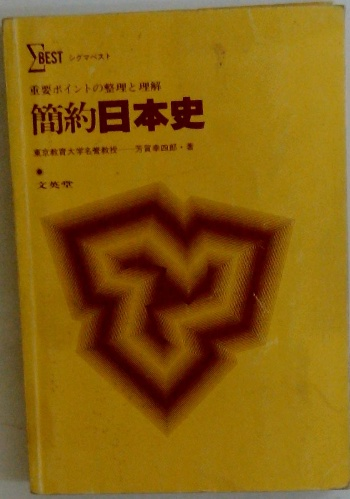 ΣBEST シグマベスト
重要ポイントの整理と理解
簡約日本史
東京教育大学名誉教授——芳賀幸四郎・著
文英堂